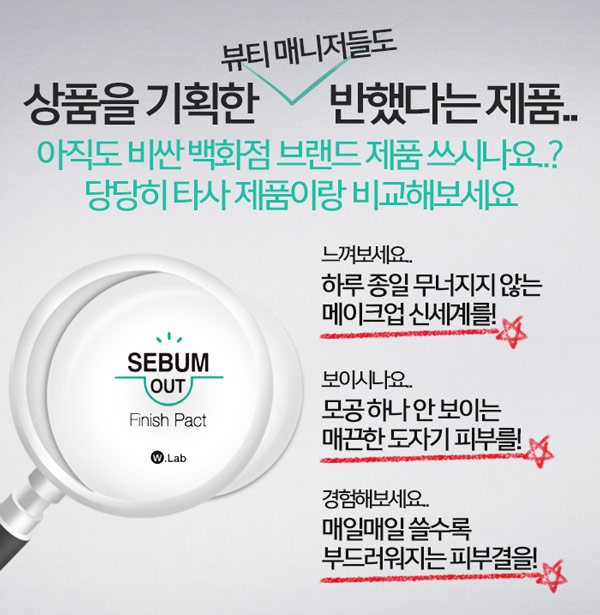 뷰티 매니저들도
상품을 기획한 반했다는 제품..
아직도 비싼 백화점 브랜드 제품 쓰시나요..?
당당히 타사 제품이랑 비교해보세요
느껴보세요..
하루 종일 무너지지 않는
메이크업 신세계를!
SEBUM
OUT
Finish Pact
W.Lab
보이시나요..
모공 하나 안 보이는
매끈한 도자기 피부를!
경험해보세요..
매일매일 쓸수록
부드러워지는 피부결을!